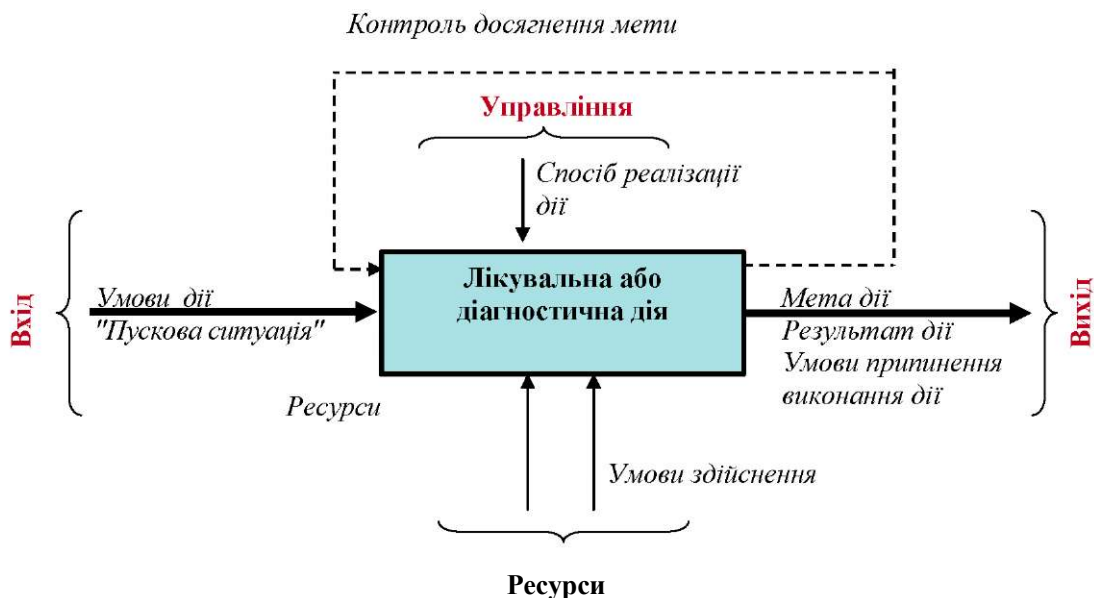 Контроль досягнення мети
Управління
Спосіб реалізації
дії
Вхід
Умови дії
"Пускова ситуація"
Лікувальна або
діагностична дія
Мета дії
Результат дії
Умови припинення
виконання дії
Вихід
Ресурси
Умови здійснення
Ресурси